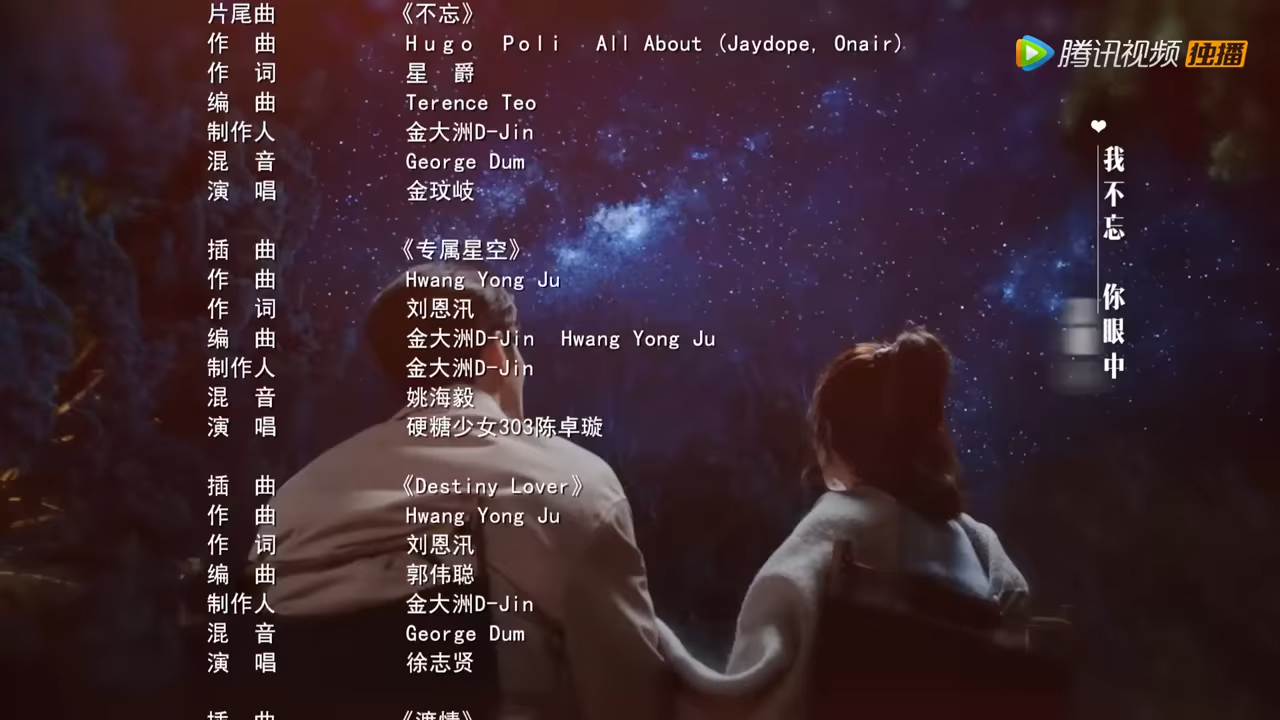 片尾曲 《不忘》
作 曲 Hugo Poli All About (Jaydope, Onair)
作 词 星 爵
编 曲 Terence Teo
制作人 金大洲D-Jin
混 音 George Dum
演 唱 金玟岐
插 曲 《专属星空》
作 曲 Hwang Yong Ju
作 词 刘恩汛
编 曲 金大洲D-Jin Hwang Yong Ju
制作人 金大洲D-Jin
混 音 姚海毅
演 唱 硬糖少女303陈卓璇
插 曲 《Destiny Lover》
作 曲 Hwang Yong Ju
作 词 刘恩汛
编 曲 郭伟聪
制作人 金大洲D-Jin
混 音 George Dum
演 唱 徐志贤
插 曲 《渡情》
腾讯视频 独播
我不忘 你眼中